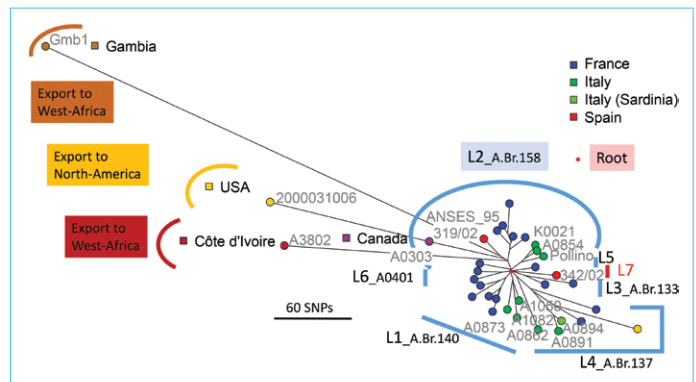 Gmb1
Gambia
Export to
West-Africa
France
Italy
Italy (Sardinia)
Spain
Root
Export to
North-America
USA
2000031006
L2_A.Br.158
ANSES_95
319/02
K0021
A0854
Pollino
Export to
West-Africa
Côte d'Ivoire
A3802
Canada
A0303
L5
L7
342/02
L6_A0401
L3_A.Br.133
60 SNPs
A1050
A1082
A0894
A0873
A0862
A0891
L1_A.Br.140
L4_A.Br.137